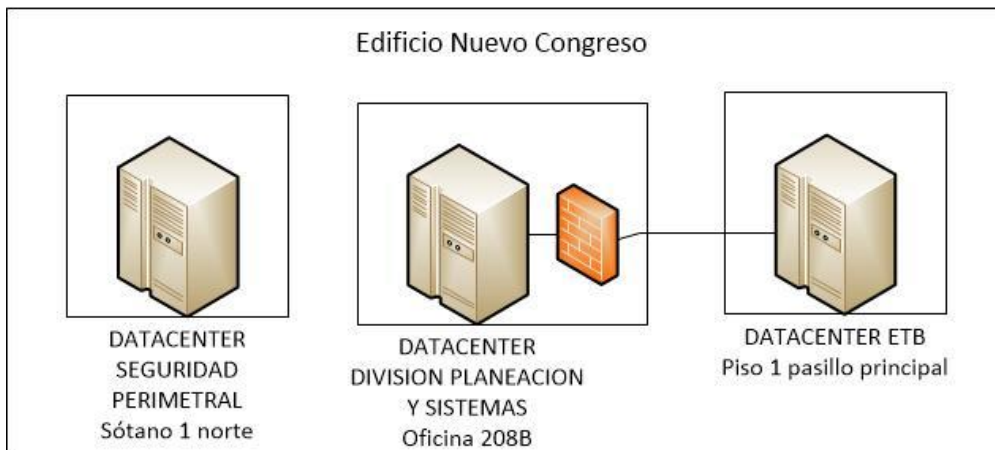 Edificio Nuevo Congreso
DATACENTER
SEGURIDAD
PERIMETRAL
Sótano 1 norte
DATACENTER
DIVISION PLANEACION
Y SISTEMAS
Oficina 208B
DATACENTER ETB
Piso 1 pasillo principal